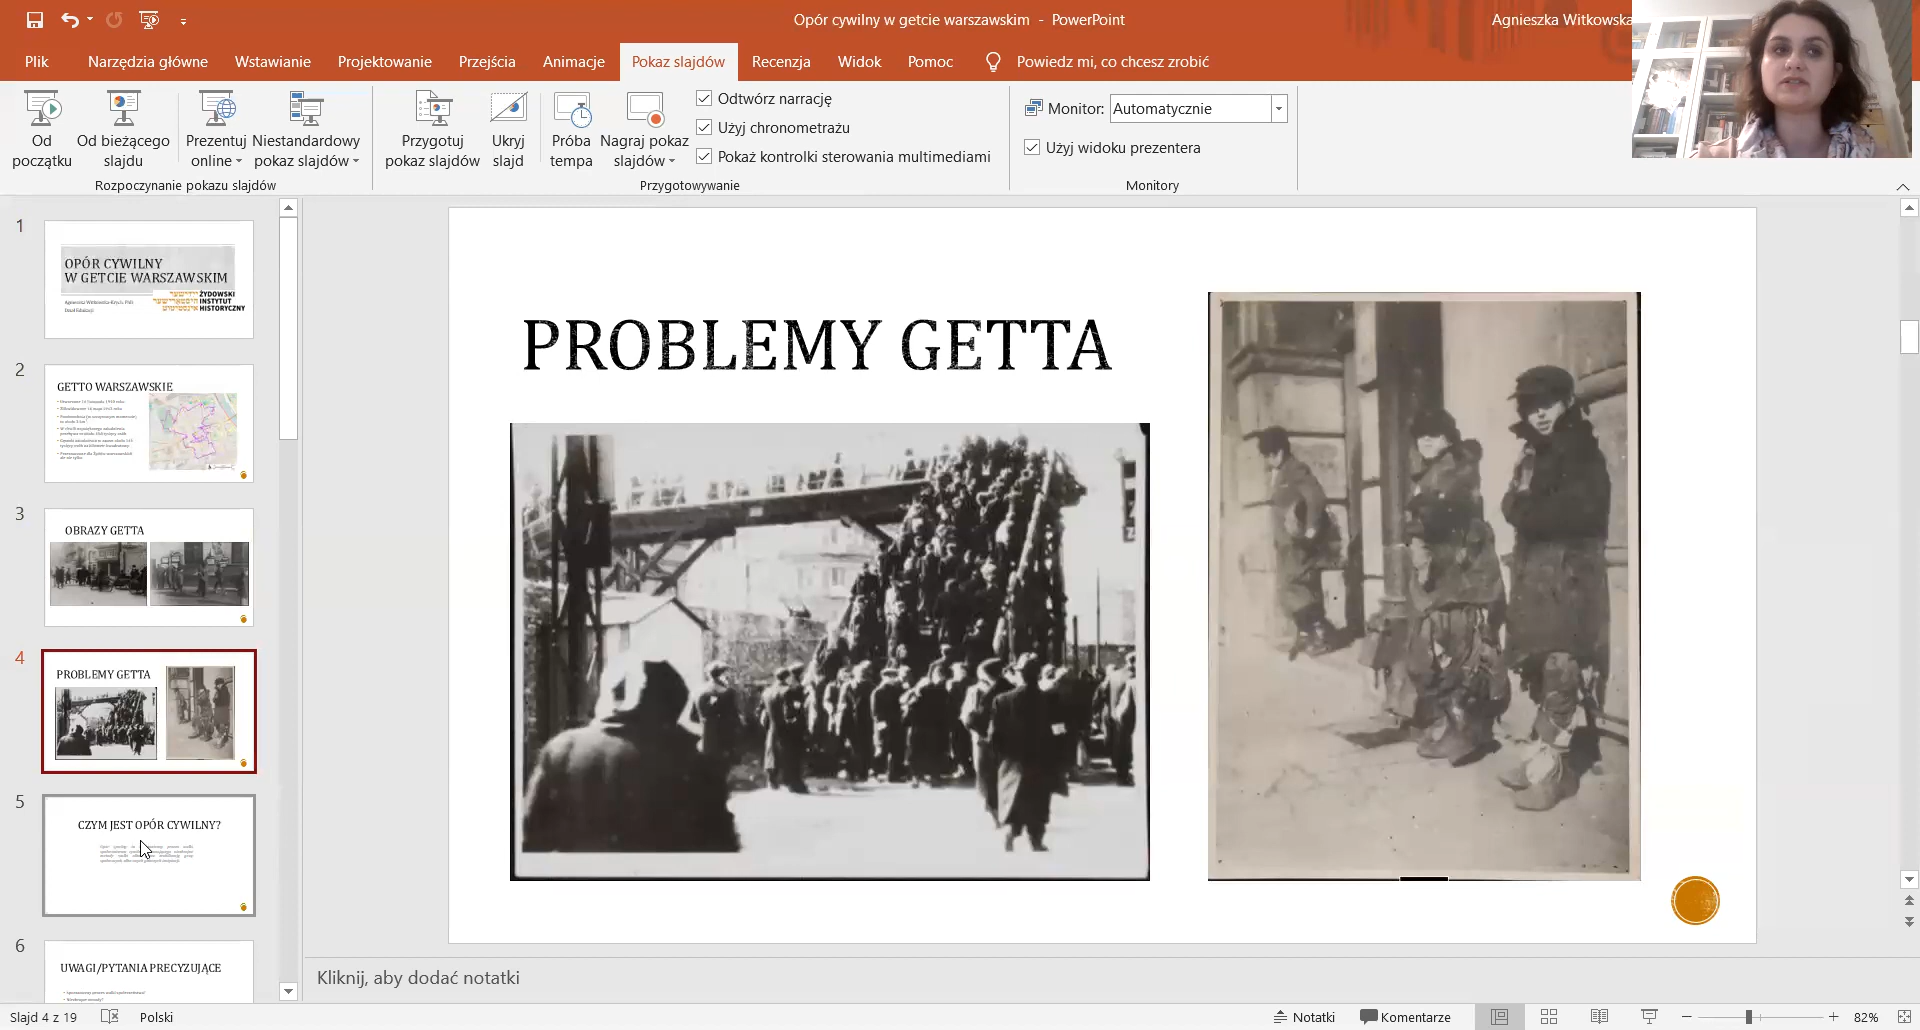 Opór cywilny w getcie warszawskim - PowerPoint
Agnieszka Witkowska
Plik
Narzędzia główne
Wstawianie
Projektowanie
Przejścia
Animacje
Pokaz slajdów
Recenzja
Widok
Pomoc
Powiedz mi, co chcesz zrobić
Od
początku
Od bieżącego
slajdu
Prezentuj
online
Niestandardowy
pokaz slajdów
Rozpoczynanie pokazu slajdów
Przygotuj
pokaz slajdów
Ukryj
slajd
Próba
tempa
Nagraj pokaz
slajdów
Odtwórz narrację
Użyj chronometrażu
Pokaż kontrolki sterowania multimediami
Przygotowywanie
Monitor:
Automatycznie
Użyj widoku prezentera
Monitory
1
OPÓR CYWILNY
W GETCIE WARSZAWSKIM
ŻYDOWSKI
INSTYTUT
HISTORYCZNY
2
GETTO WARSZAWSKIE
3
OBRAZY GETTA
4
PROBLEMY GETTA
5
CZYM JEST OPÓR CYWILNY?
6
UWAGI/PYTANIA PRECYZUJĄCE
PROBLEMY GETTA
Kliknij, aby dodać notatki
Slajd 4 z 19
Polski
Notatki
Komentarze
82%